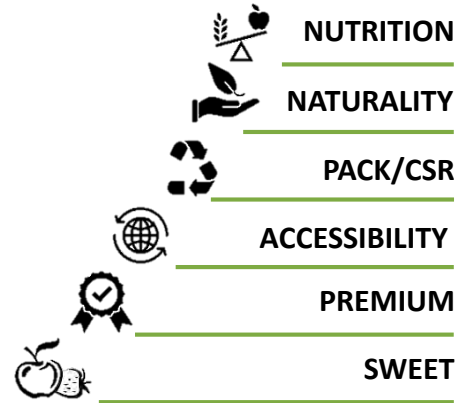 NUTRITION
NATURALITY
PACK/CSR
ACCESSIBILITY
PREMIUM
SWEET